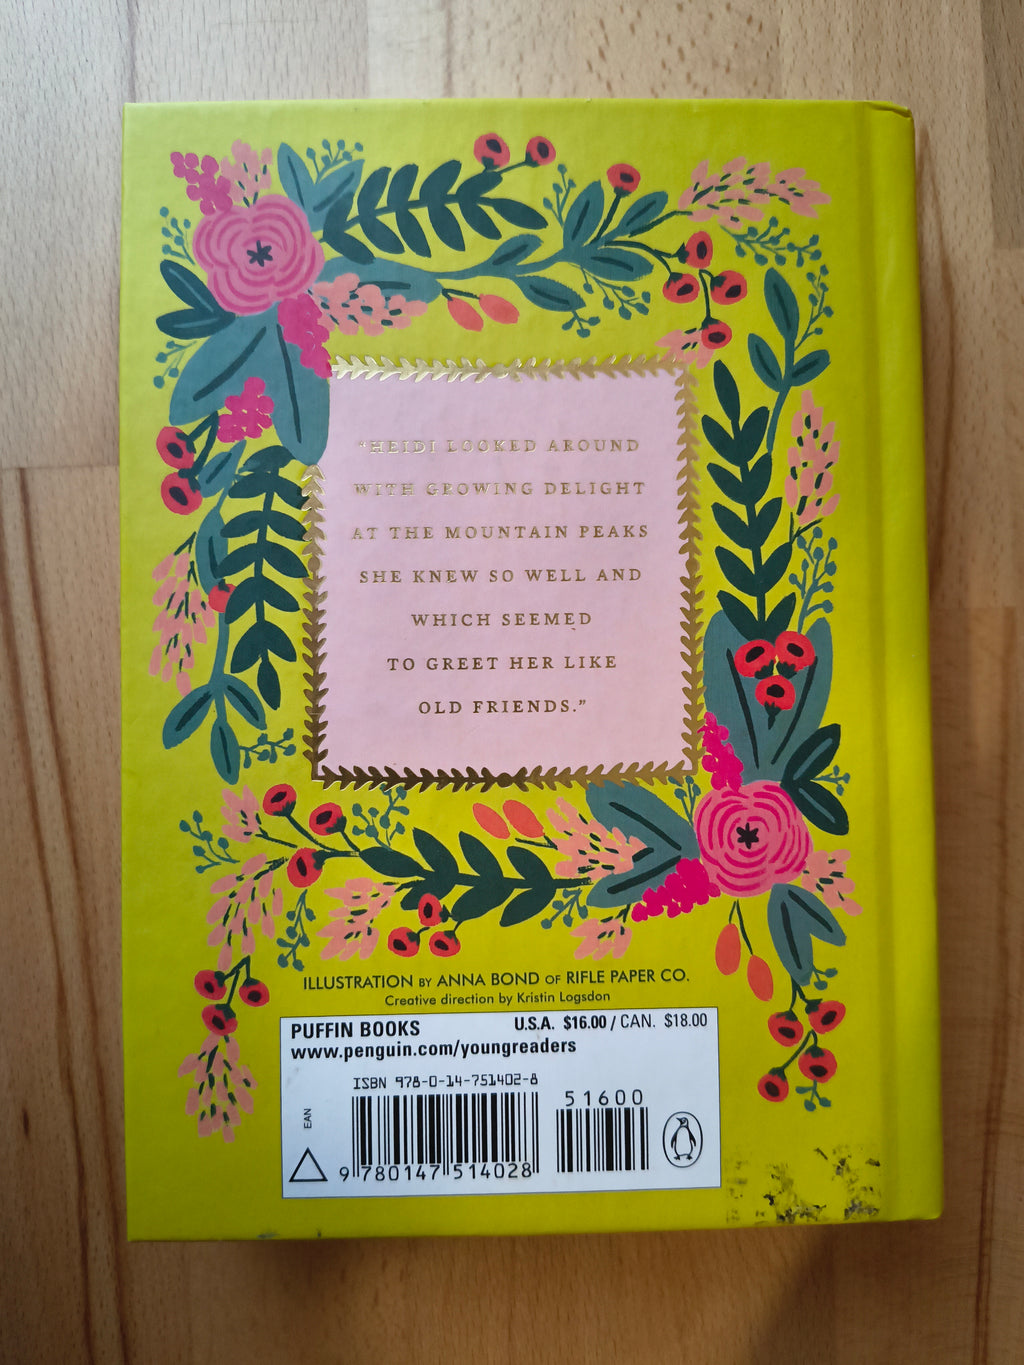 "HEIDI LOOKED AROUND
WITH GROWING DELIGHT
AT THE MOUNTAIN PEAKS
SHE KNEW SO WELL AND
WHICH SEEMED
TO GREET HER LIKE
OLD FRIENDS."
ILLUSTRATION BY ANNA BOND OF RIFLE PAPER CO.
Creative direction by Kristin Logsdon
PUFFIN BOOKS U.S.A. $16.00 / CAN. $18.00
www.penguin.com/youngreaders
ISBN 978-0-14-751402-8
51600
EAN
9 780147 514028